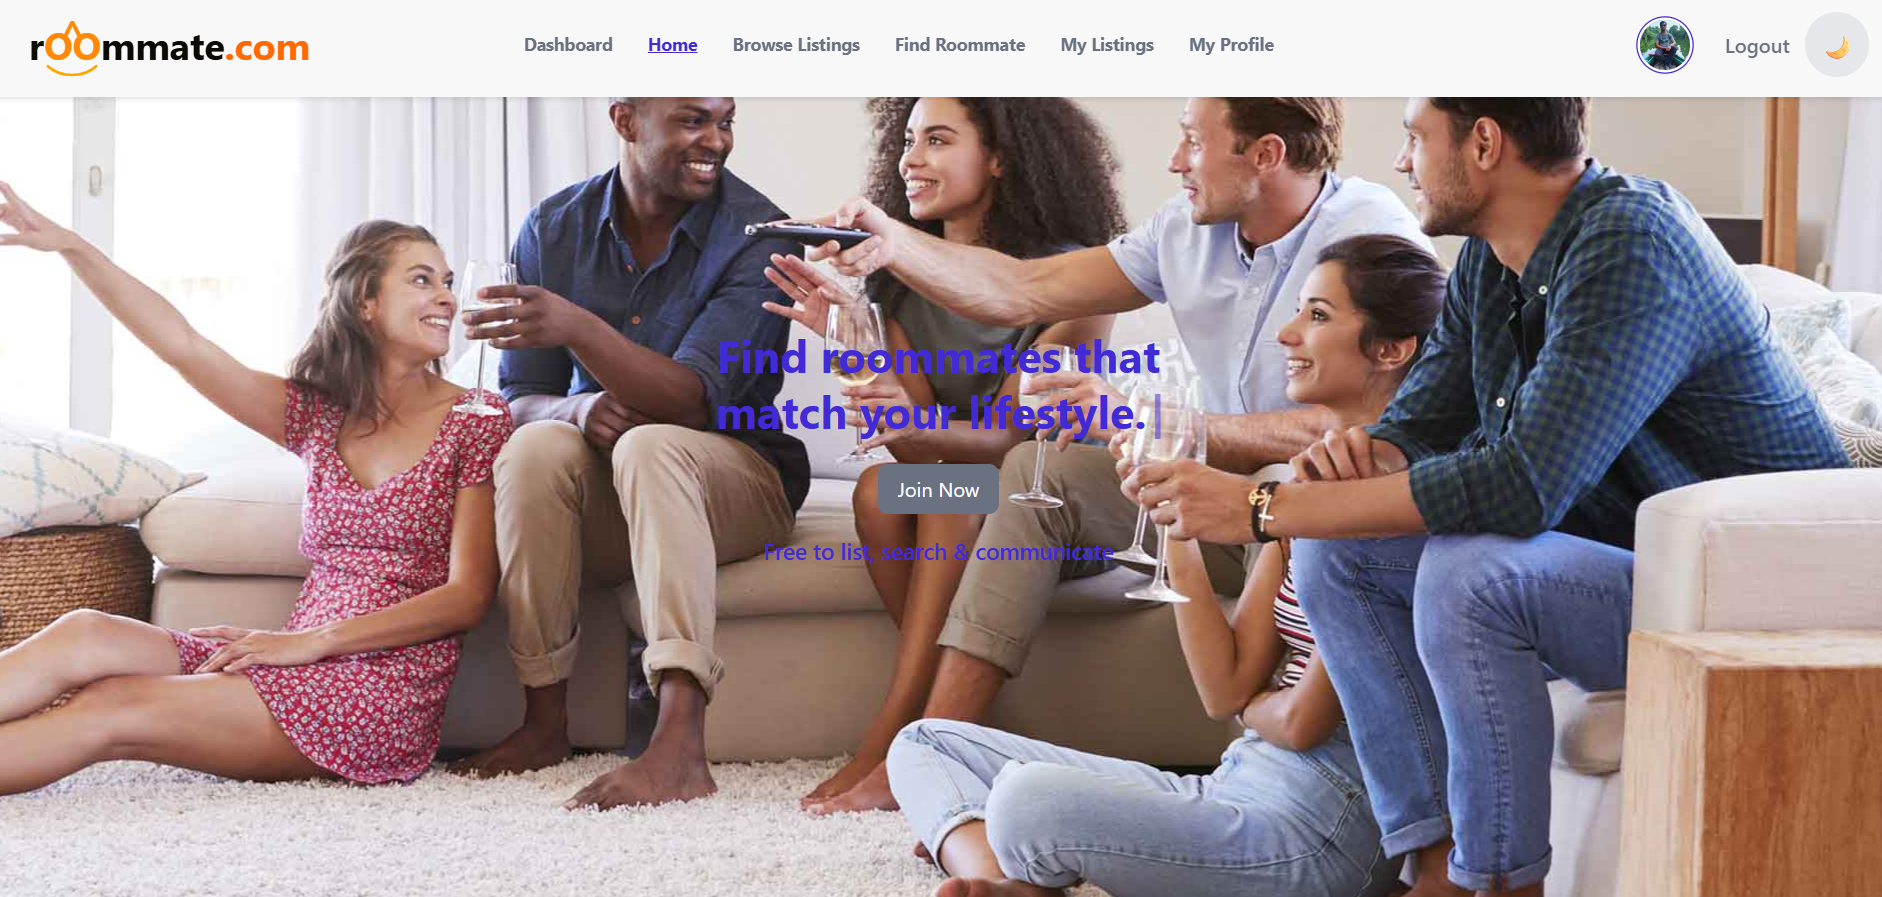 roommate.com
Dashboard
Home
Browse Listings
Find Roommate
My Listings
My Profile
Logout
Find roommates that
match your lifestyle.
Join Now
Free to list, search & communicate